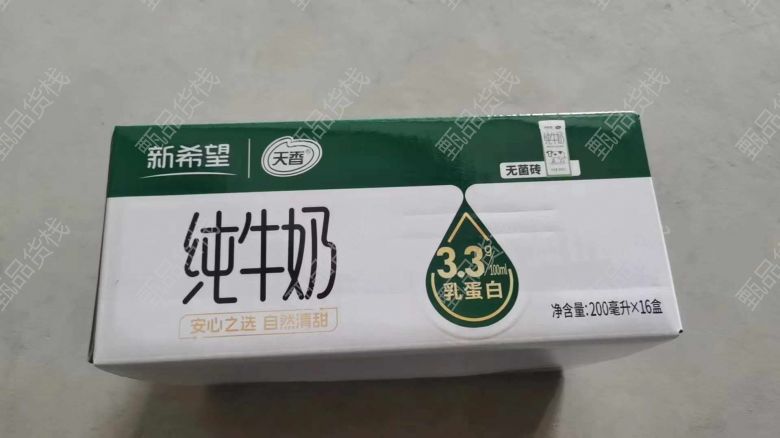 新希望
天香
无菌砖
纯牛奶
3.3g/100ml
乳蛋白
安心之选 自然清甜
净含量:200毫升×16盒
甄品货栈